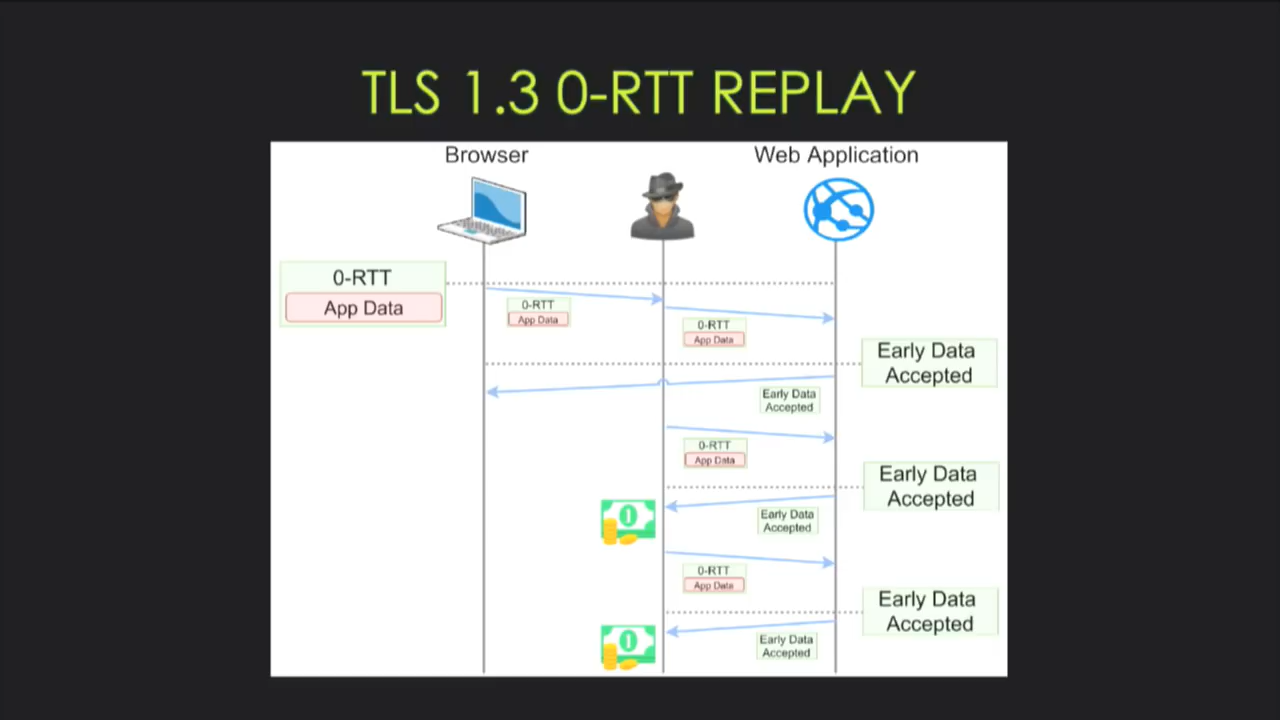 TLS 1.3 0-RTT REPLAY
Browser
Web Application
0-RTT
App Data
0-RTT
App Data
0-RTT
App Data
Early Data
Accepted
Early Data
Accepted
0-RTT
App Data
Early Data
Accepted
Early Data
Accepted
0-RTT
App Data
Early Data
Accepted
Early Data
Accepted